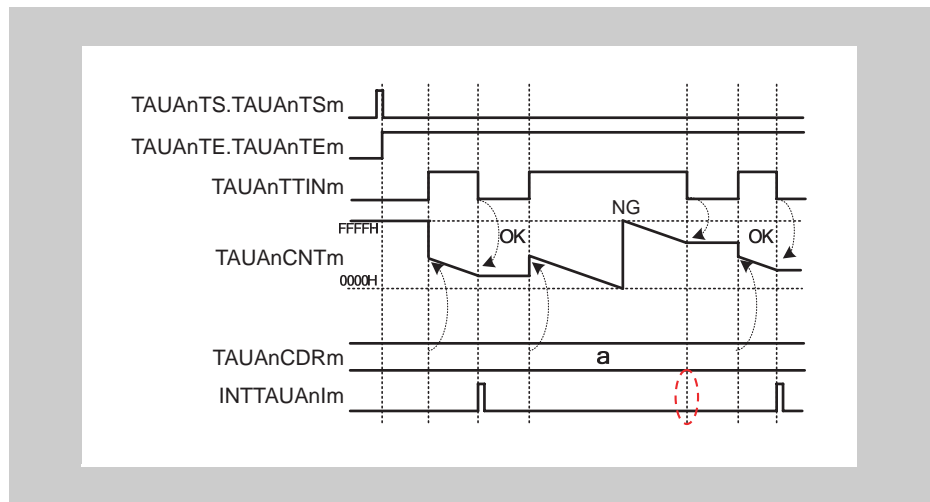 TAUAnTS.TAUAnTSm
TAUAnTE.TAUAnTEm
TAUAnTTINm
NG
FFFFH
OK
OK
TAUAnCNTm
0000H
TAUAnCDRm
a
INTTAUAnIm